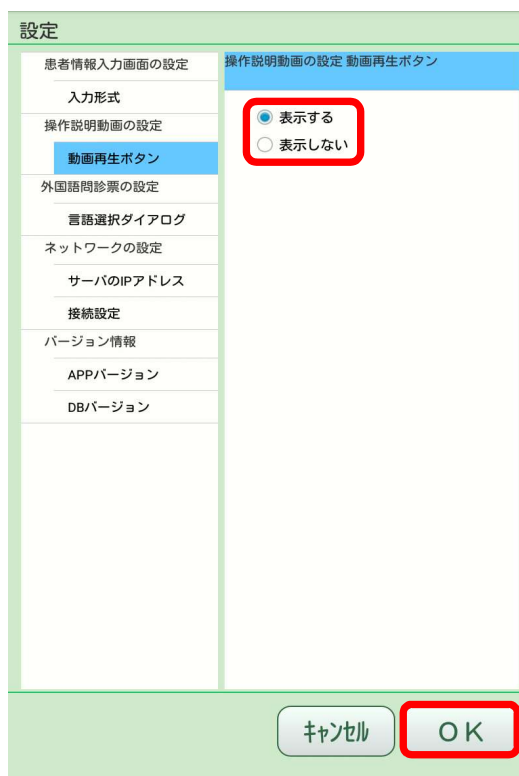 設定
患者情報入力画面の設定
入力形式
操作説明動画の設定
動画再生ボタン
外国語問診票の設定
言語選択ダイアログ
ネットワークの設定
サーバのIPアドレス
接続設定
バージョン情報
APPバージョン
DBバージョン
操作説明動画の設定 動画再生ボタン
表示する
表示しない
キャンセル
OK